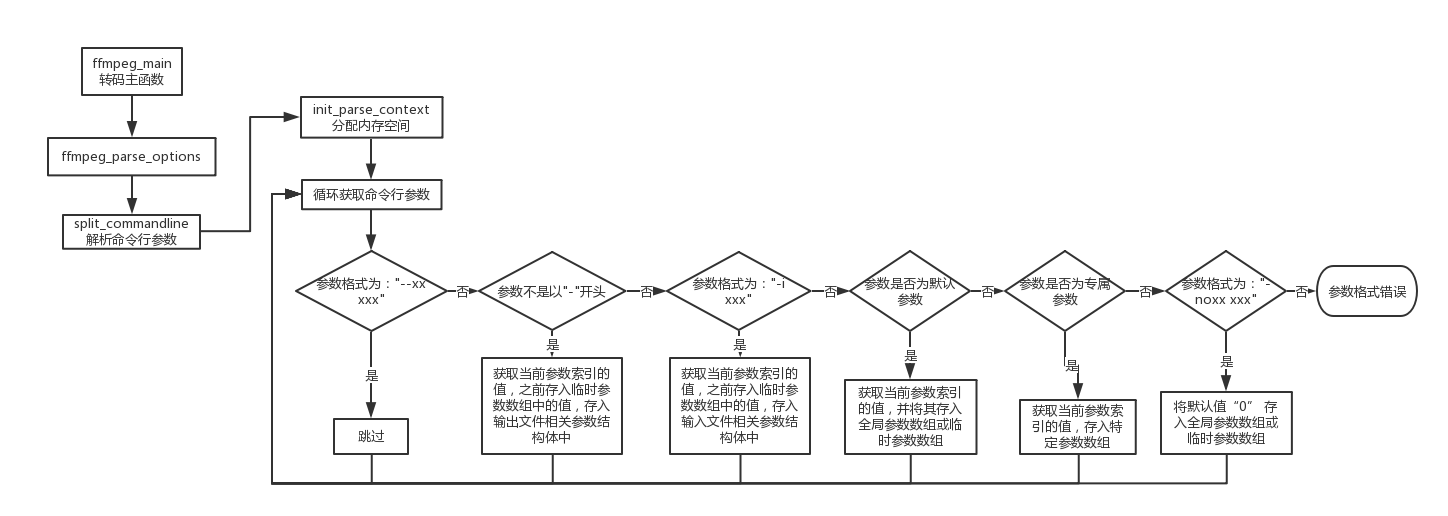 ffmpeg_main
转码主函数
ffmpeg_parse_options
split_commandline
解析命令行参数
init_parse_context
分配内存空间
循环获取命令行参数
参数格式为："--xx
xxx"
否
参数不是以"-"开头
否
参数格式为："-i
xxx"
否
参数是否为默认
参数
否
参数是否为专属
参数
否
参数格式为："-
noxx xxx"
否
参数格式错误
是
跳过
是
获取当前参数索引的
值，之前存入临时参
数数组中的值，存入
输出文件相关参数结
构体中
是
获取当前参数索引的
值，之前存入临时参
数数组中的值，存入
输入文件相关参数结
构体中
是
获取当前参数索引
的值，并将其存入
全局参数数组或临
时参数数组
是
获取当前参数索
引的值，存入特
定参数数组
是
将默认值“0” 存
入全局参数数组或
临时参数数组